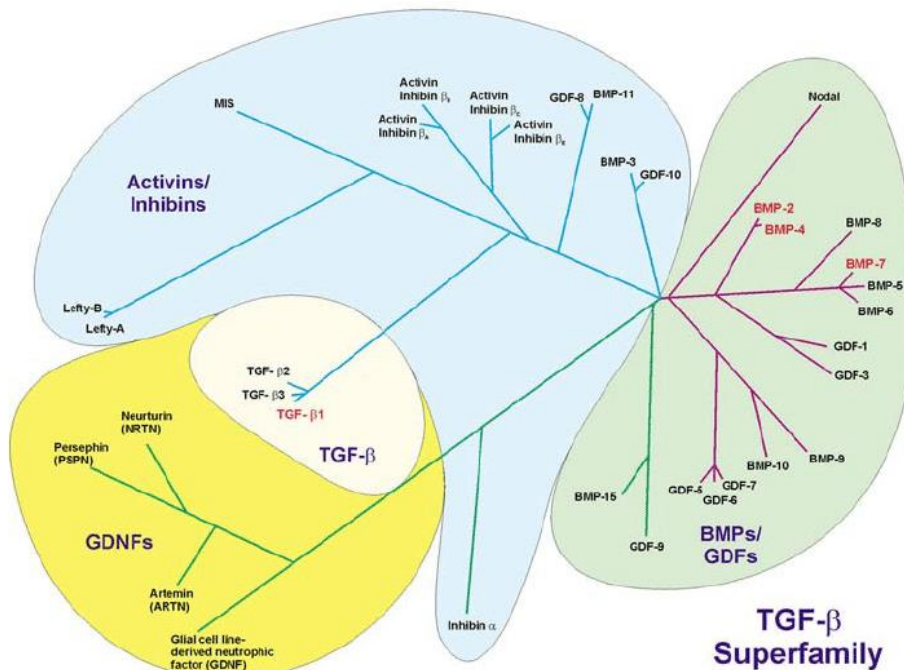 MIS
Activin
Inhibin βB
Activin
Inhibin βA
Activin
Inhibin βC
Activin
Inhibin βE
GDF-8
BMP-11
BMP-3
GDF-10
Nodal
Activins/
Inhibins
BMP-2
BMP-4
BMP-8
BMP-7
BMP-5
BMP-6
Lefty-B
Lefty-A
GDF-1
GDF-3
TGF- β2
TGF- β3
TGF- β1
TGF-β
Neurturin
(NRTN)
Persephin
(PSPN)
GDNFs
Artemin
(ARTN)
Glial cell line-
derived neutrophic
factor (GDNF)
Inhibin α
BMP-15
GDF-9
GDF-5
GDF-6
GDF-7
BMP-10
BMP-9
BMPs/
GDFs
TGF-β
Superfamily